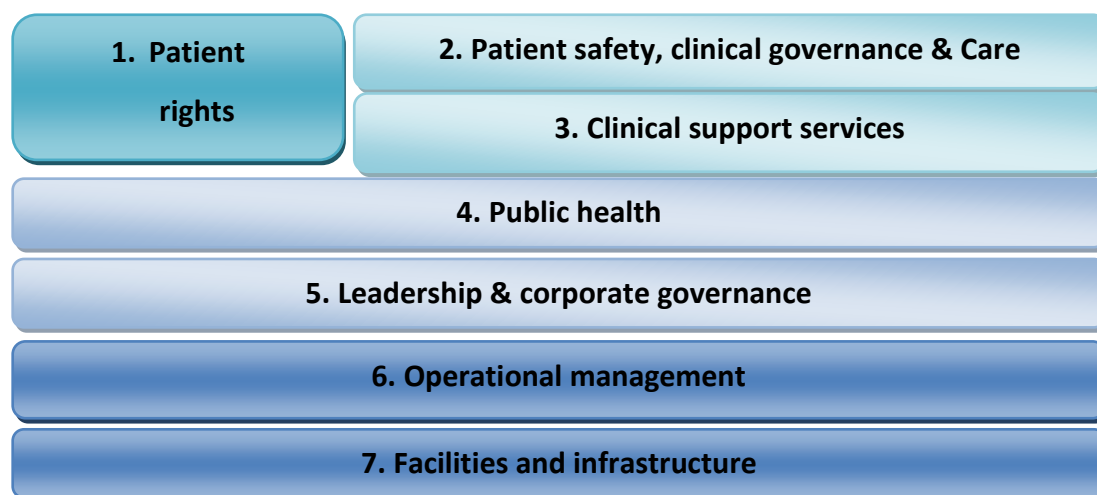 1. Patient
rights
2. Patient safety, clinical governance & Care
3. Clinical support services
4. Public health
5. Leadership & corporate governance
6. Operational management
7. Facilities and infrastructure